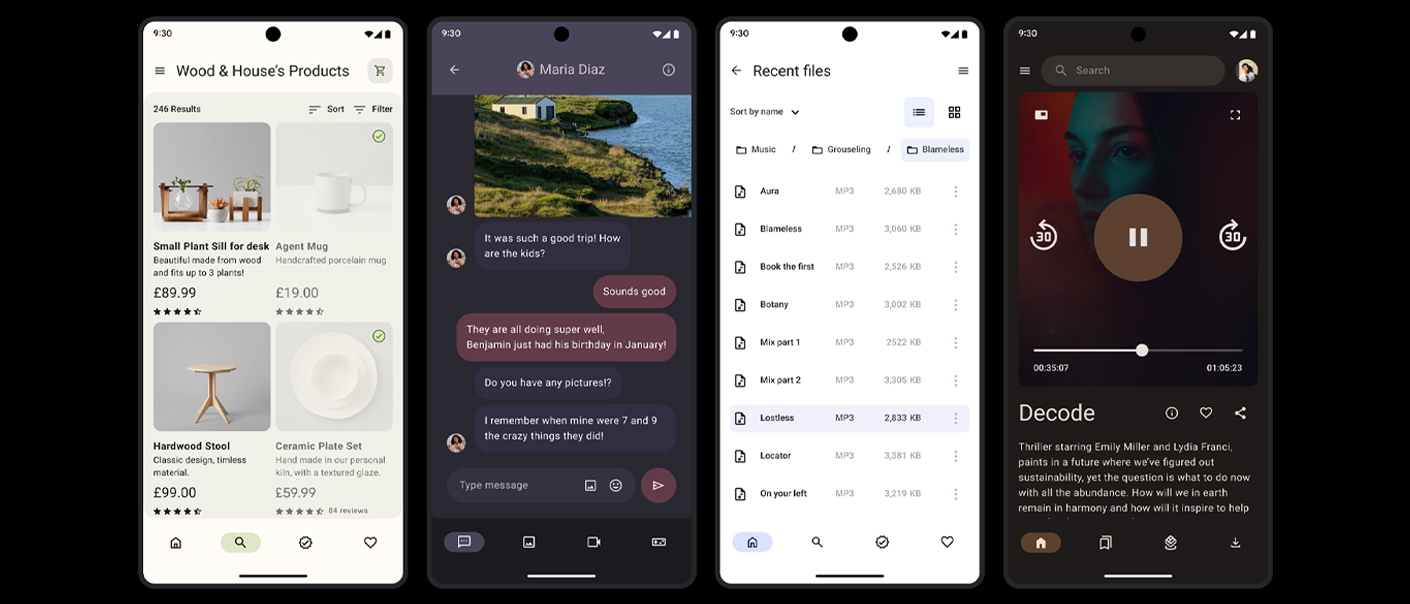 9:30
Wood & House's Products
246 Results
Sort
Filter
Small Plant Sill for desk
Beautiful made from wood
and fits up to 3 plants!
£89.99
Agent Mug
Handcrafted porcelain mug
£19.00
Hardwood Stool
Classic design, timless
material.
£99.00
Ceramic Plate Set
Hand made in our personal
kiln, with a textured glaze.
£59.99
84 reviews
9:30
Maria Diaz
It was such a good trip! How
are the kids?
Sounds good
They are all doing super well,
Benjamin just had his birthday in January!
Do you have any pictures!?
I remember when mine were 7 and 9
the crazy things they did!
Type message
9:30
Recent files
Sort by name
Music / Grouseling / Blameless
Aura MP3 2,680 KB
Blameless MP3 3,060 KB
Book the first MP3 2,526 KB
Botany MP3 3,002 KB
Mix part 1 MP3 2522 KB
Mix part 2 MP3 3,305 KB
Lostless MP3 2,833 KB
Locator MP3 3,381 KB
On your left MP3 3,219 KB
9:30
Search
30
30
00:35:07
01:05:23
Decode
Thriller starring Emily Miller and Lydia Franci,
paints in a future where we've figured out
sustainability, yet the question is what to do now
with all the abundance. How will we in earth
remain in harmony and how will it inspire to help